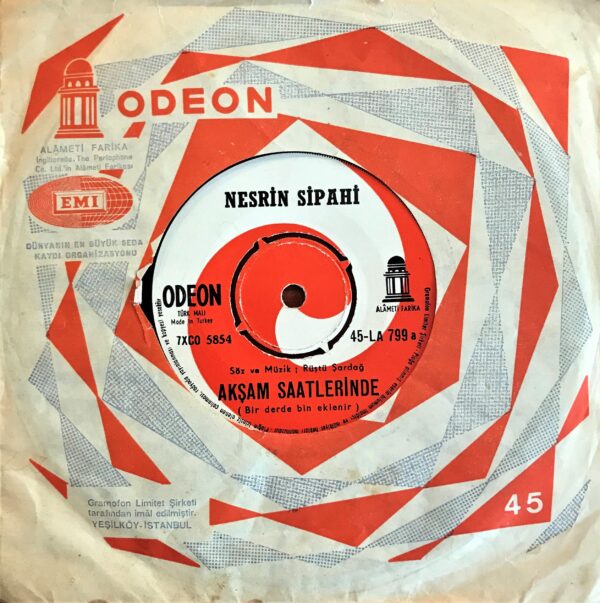 ODEON
ALÂMETİ FARİKA
İngilterede The Parlophone
Co. Ltd.'in Alâmeti Farikası
EMI
DÜNYANIN EN BÜYÜK SEDA
KAYDI ORGANİZASYONU
NESRİN SİPAHİ
ODEON
TÜRK MALI
Made in Turkey
ALÂMETİ FARİKA
7XCO 5854
45-LA 799 a
Söz ve Müzik ; Rüştü Şardağ
AKŞAM SAATLERİNDE
( Bir derde bin eklenir )
Gramofon Limitet Şirketi
tarafından imâl edilmiştir.
YEŞİLKÖY-İSTANBUL
45